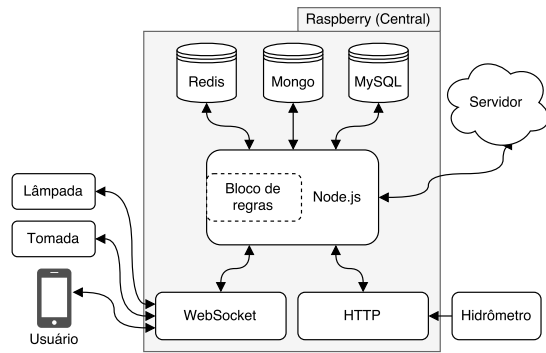 Raspberry (Central)
Redis
Mongo
MySQL
Servidor
Bloco de
regras
Node.js
Lâmpada
Tomada
Usuário
WebSocket
HTTP
Hidrômetro